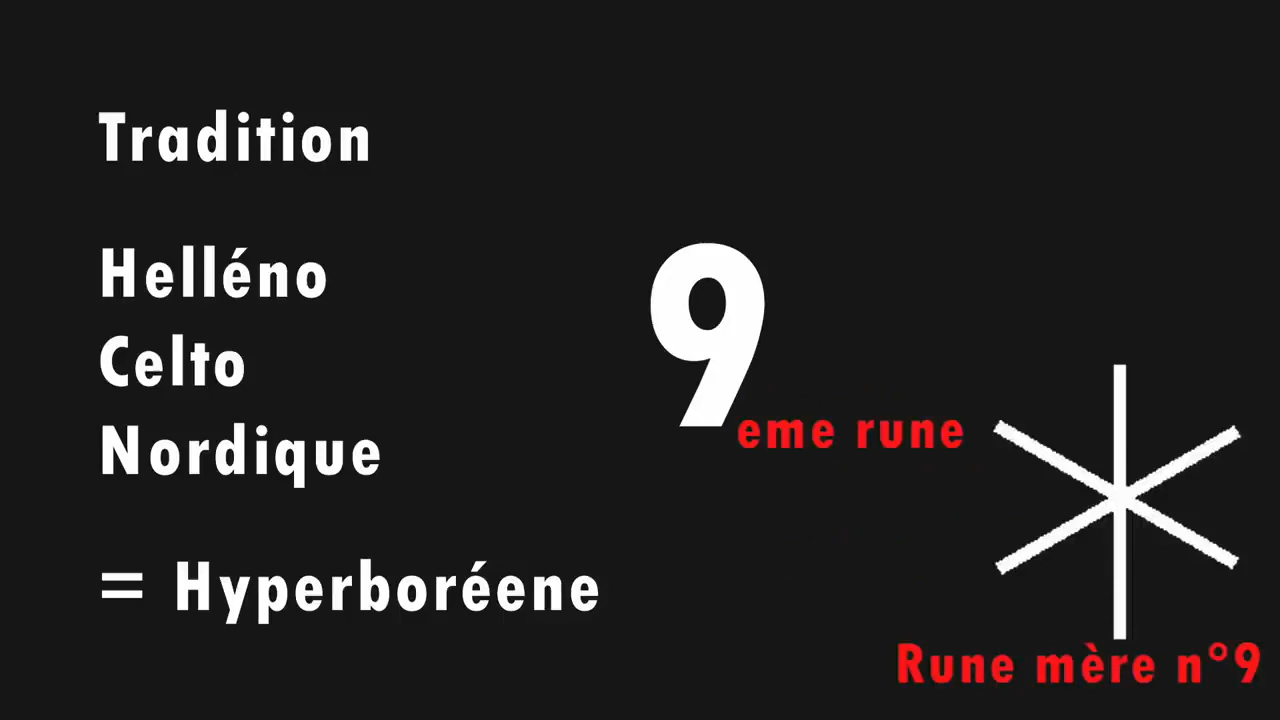 Tradition
Helléno
Celto
Nordique
= Hyperboréene
9
eme rune
Rune mère n°9